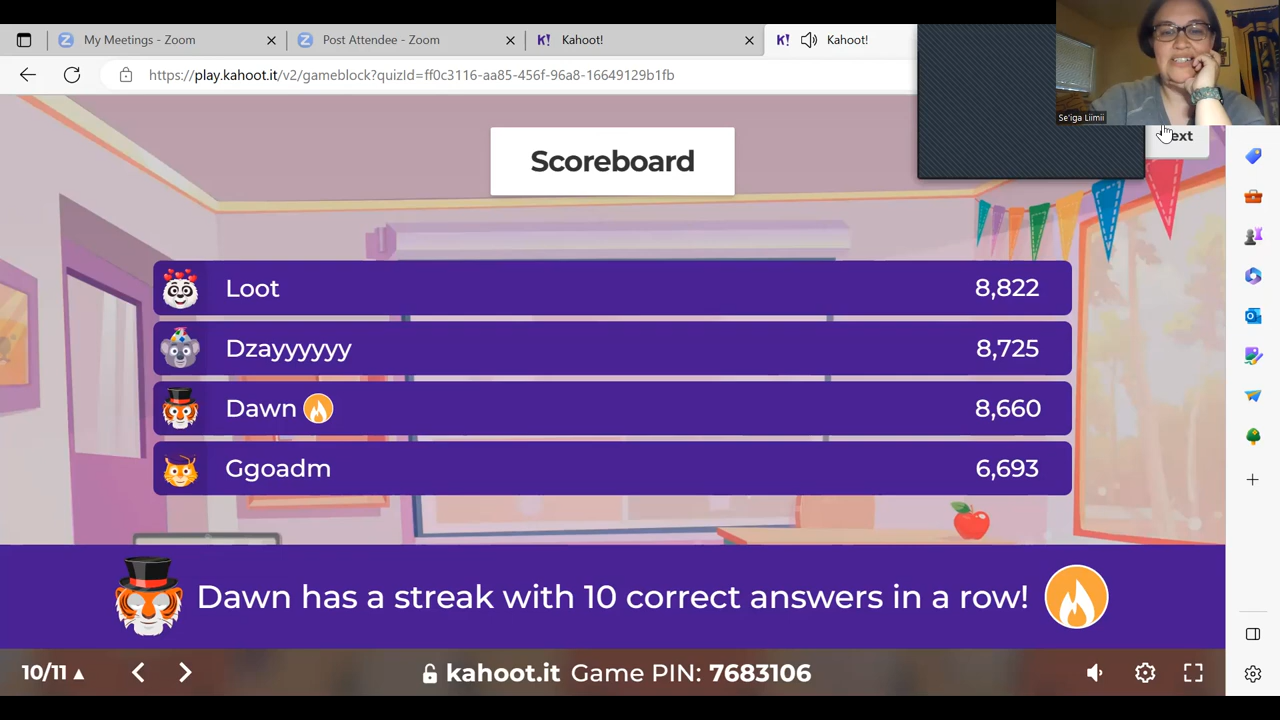 My Meetings - Zoom
Post Attendee - Zoom
K! Kahoot!
K! Kahoot!
https://play.kahoot.it/v2/gameblock?quizId=ff0c3116-aa85-456f-96a8-16649129b1fb
Se'iga Liimii
ext
Scoreboard
Loot 8,822
Dzayyyyyy 8,725
Dawn 8,660
Ggoadm 6,693
Dawn has a streak with 10 correct answers in a row!
10/11
kahoot.it Game PIN: 7683106